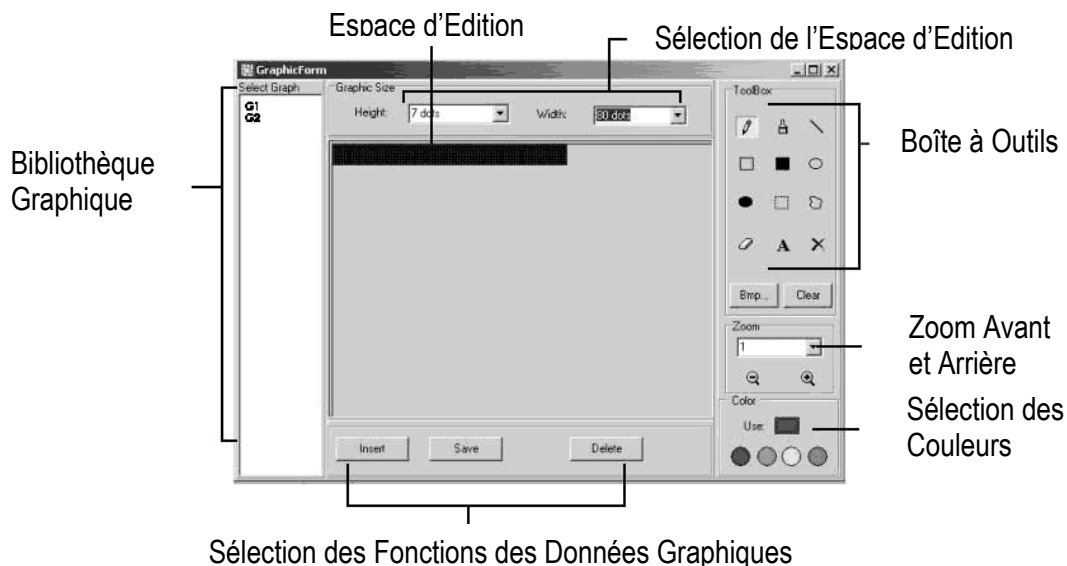 Espace d’Edition
Sélection de l’Espace d’Edition
GraphicForm
Select Graph
Graphic Size
ToolBox
G1
G2
Height:
7 dots
Width:
80 dots
Boîte à Outils
Bibliothèque
Graphique
A
Bmp...
Clear
Zoom
1
Zoom Avant
et Arrière
Color
Use:
Sélection des
Couleurs
Insert
Save
Delete
Sélection des Fonctions des Données Graphiques